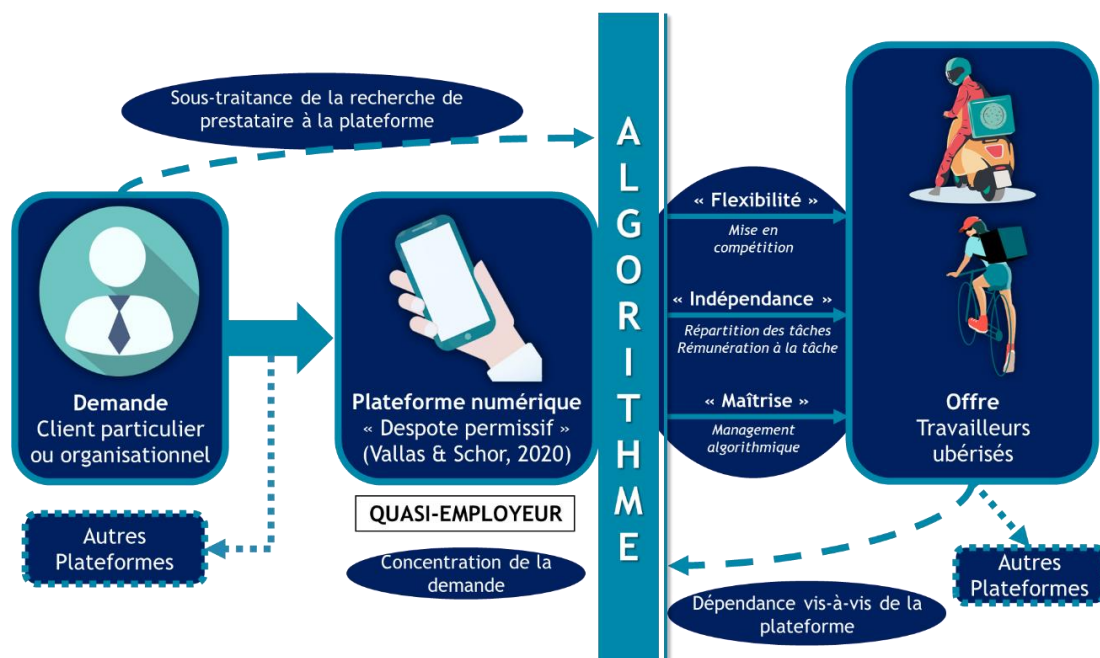 Sous-traitance de la recherche de
prestataire à la plateforme
Demande
Client particulier
ou organisationnel
Autres
Plateformes
Plateforme numérique
« Despote permissif »
(Vallas & Schor, 2020)
QUASI-EMPLOYEUR
Concentration de la
demande
A
L
G
O
R
I
T
H
M
E
« Flexibilité »
Mise en
compétition
« Indépendance »
Répartition des tâches
Rémunération à la tâche
« Maîtrise »
Management
algorithmique
Offre
Travailleurs
ubérisés
Autres
Plateformes
Dépendance vis-à-vis de la
plateforme